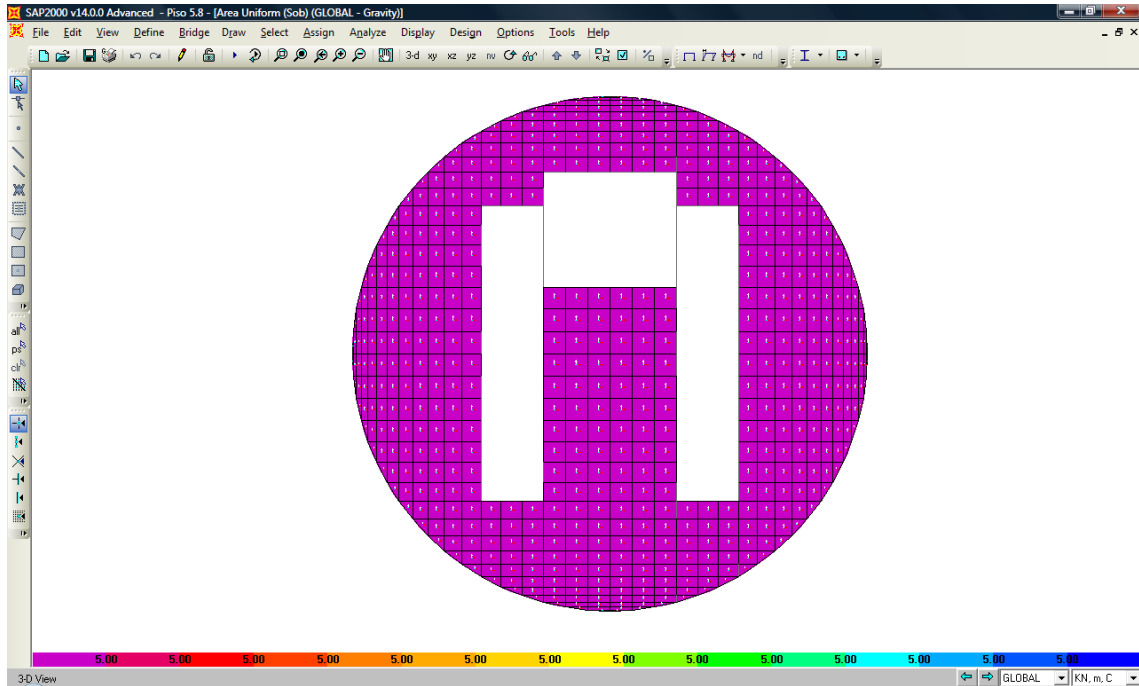 SAP2000 v14.0.0 Advanced - Piso 5.8 - [Area Uniform (Sob) (GLOBAL - Gravity)]
File Edit View Define Bridge Draw Select Assign Analyze Display Design Options Tools Help
3-d xy xz yz nv nd
all
ps
clr
5.00 5.00 5.00 5.00 5.00 5.00 5.00 5.00 5.00 5.00 5.00 5.00 5.00 5.00
3-D View GLOBAL KN, m, C